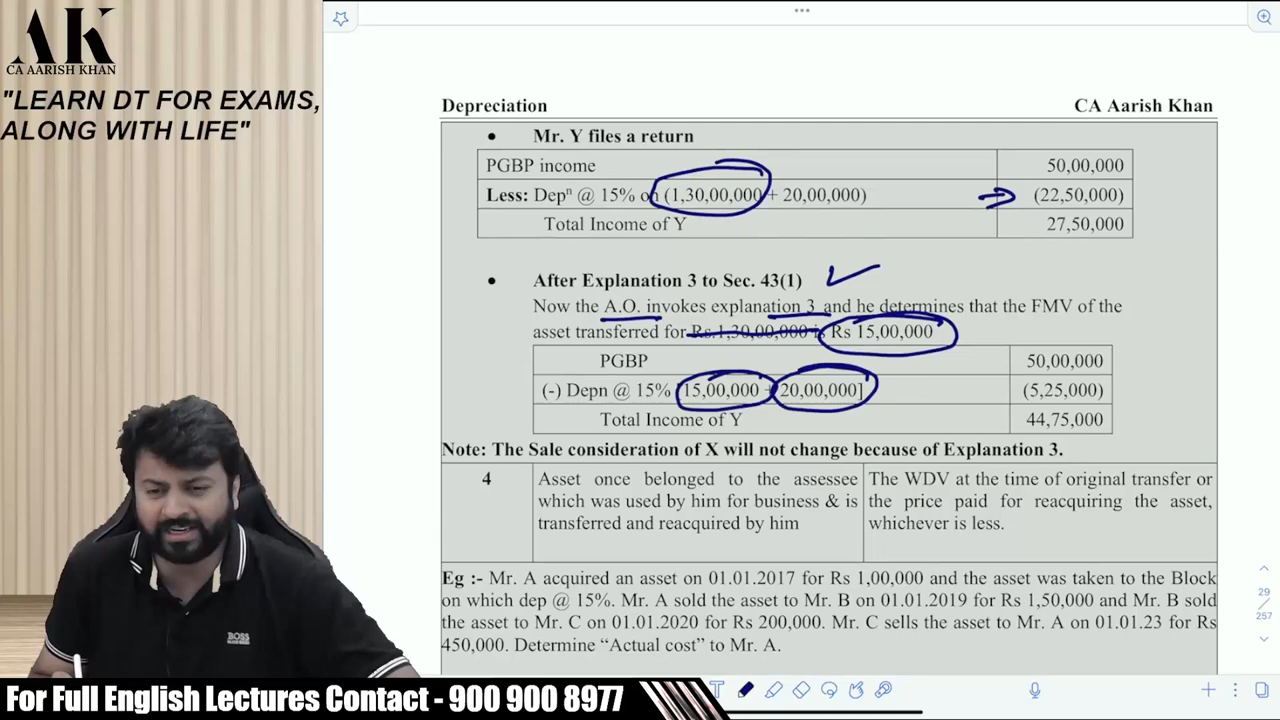 AK
CA AARISH KHAN
"LEARN DT FOR EXAMS,
ALONG WITH LIFE"
Depreciation CA Aarish Khan
• Mr. Y files a return
PGBP income 50,00,000
Less: Depⁿ @ 15% on (1,30,00,000 + 20,00,000) (22,50,000)
Total Income of Y 27,50,000
• After Explanation 3 to Sec. 43(1)
Now the A.O. invokes explanation 3 and he determines that the FMV of the
asset transferred for Rs.1,30,00,000 is Rs 15,00,000
PGBP 50,00,000
(-) Depn @ 15% [15,00,000 + 20,00,000] (5,25,000)
Total Income of Y 44,75,000
Note: The Sale consideration of X will not change because of Explanation 3.
4 Asset once belonged to the assessee The WDV at the time of original transfer or
which was used by him for business & is the price paid for reacquiring the asset,
transferred and reacquired by him whichever is less.
Eg :- Mr. A acquired an asset on 01.01.2017 for Rs 1,00,000 and the asset was taken to the Block
on which dep @ 15%. Mr. A sold the asset to Mr. B on 01.01.2019 for Rs 1,50,000 and Mr. B sold
the asset to Mr. C on 01.01.2020 for Rs 200,000. Mr. C sells the asset to Mr. A on 01.01.23 for Rs
450,000. Determine “Actual cost” to Mr. A.
29
257
BOSS
For Full English Lectures Contact - 900 900 8977